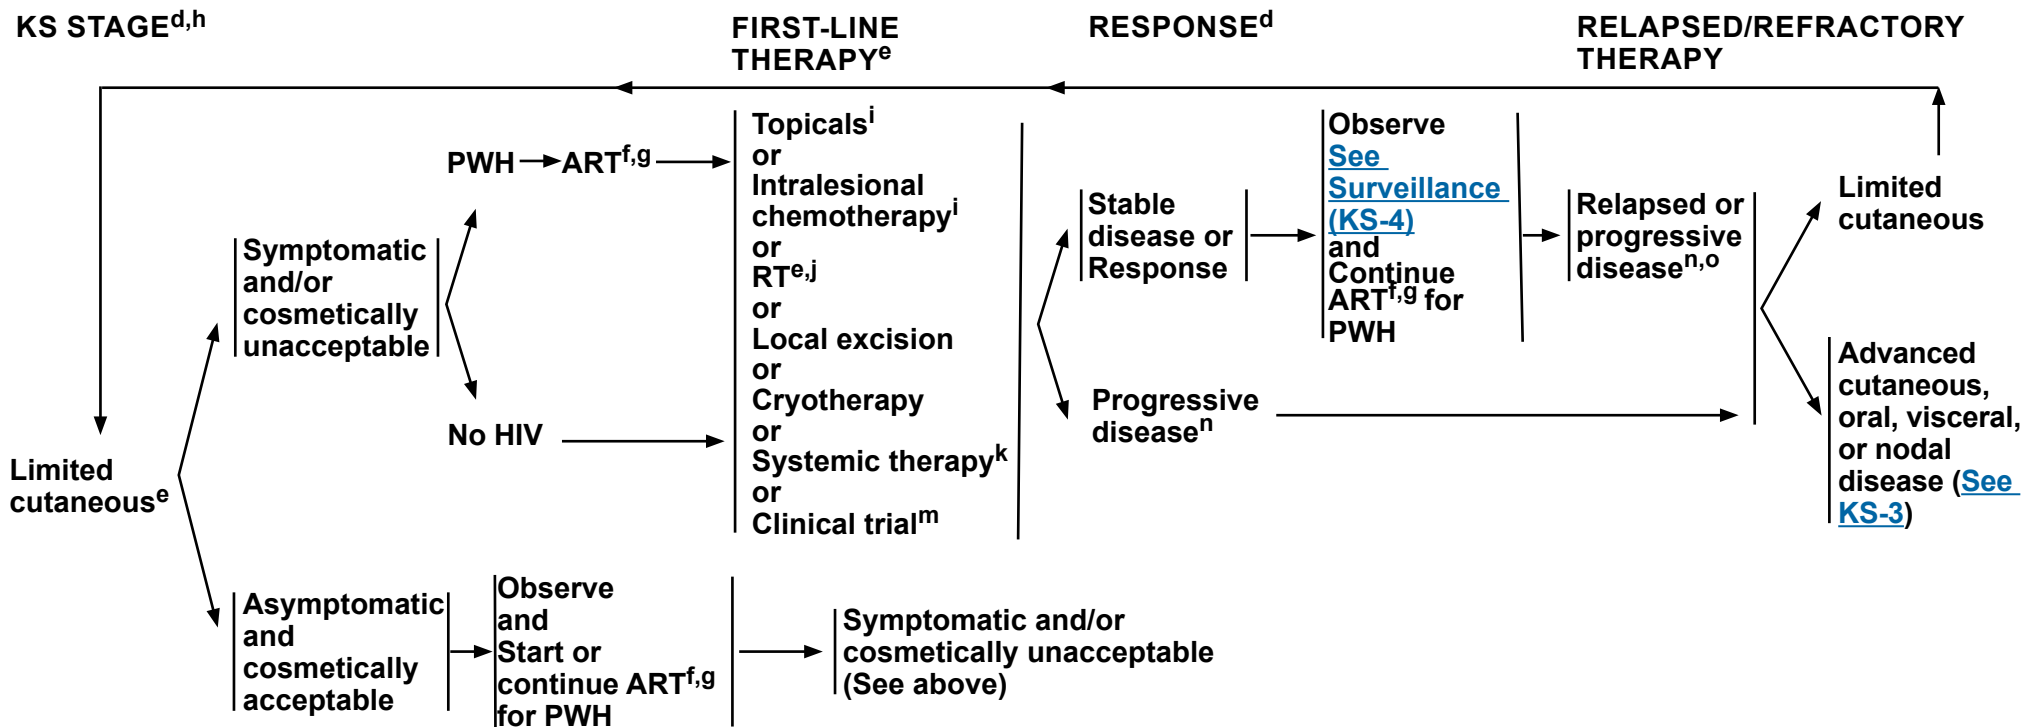 KS STAGEd,h
FIRST-LINE
THERAPYe
RESPONSEd
RELAPSED/REFRACTORY
THERAPY
Limited
cutaneouse
Symptomatic
and/or
cosmetically
unacceptable
PWH
ARTf,g
No HIV
Topicalsi
or
Intralesional
chemotherapyi
or
RTe,j
or
Local excision
or
Cryotherapy
or
Systemic therapyk
or
Clinical trialm
Stable
disease or
Response
Observe
See
Surveillance
(KS-4)
and
Continue
ARTf,g for
PWH
Relapsed or
progressive
diseasen,o
Progressive
diseasen
Limited
cutaneous
Advanced
cutaneous,
oral, visceral,
or nodal
disease (See
KS-3)
Asymptomatic
and
cosmetically
acceptable
Observe
and
Start or
continue ARTf,g
for PWH
Symptomatic and/or
cosmetically unacceptable
(See above)